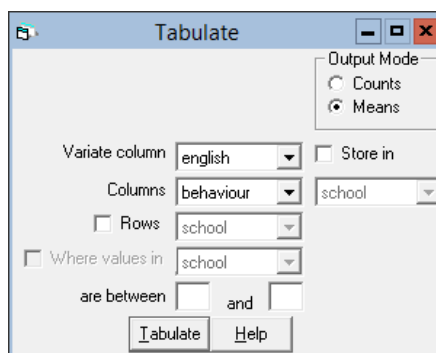 Tabulate
Output Mode
Counts
Means
Variate column english Store in
Columns behaviour school
Rows school
Where values in school
are between and
Tabulate Help